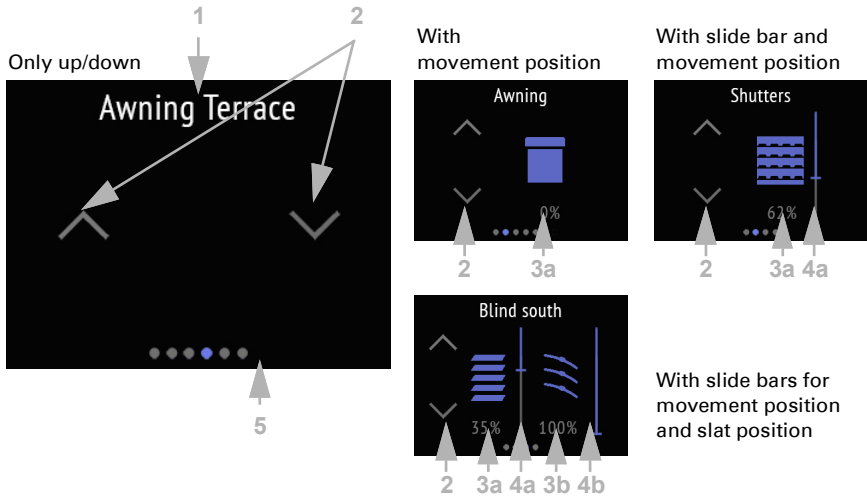 1
2
Only up/down
Awning Terrace
5
With
movement position
Awning
0%
2
3a
With slide bar and
movement position
Shutters
62%
2
3a
4a
Blind south
35%
100%
2
3a
4a
3b
4b
With slide bars for
movement position
and slat position